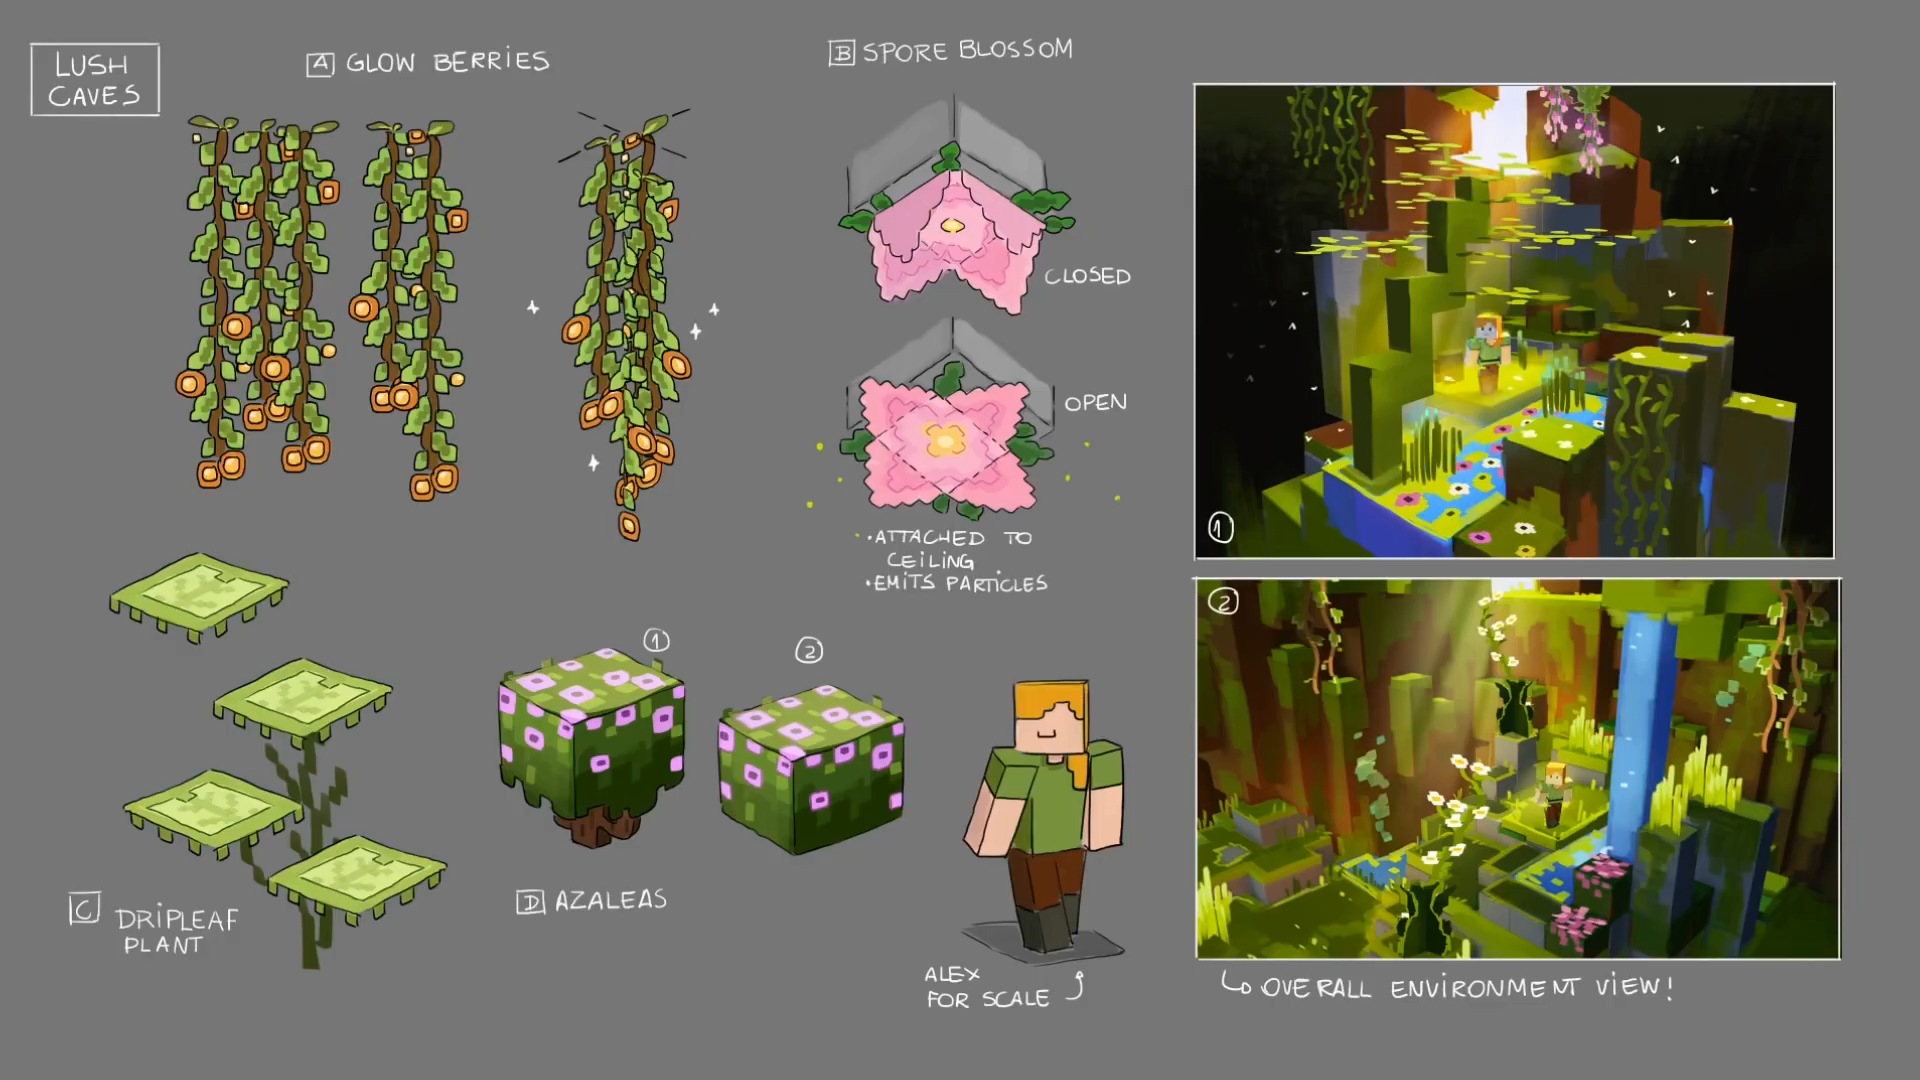 LUSH
CAVES
A GLOW BERRIES
B SPORE BLOSSOM
CLOSED
OPEN
•ATTACHED TO
CEILING
•EMITS PARTICLES
C DRIPLEAF
PLANT
1
2
D AZALEAS
ALEX
FOR SCALE
1
2
OVERALL ENVIRONMENT VIEW!